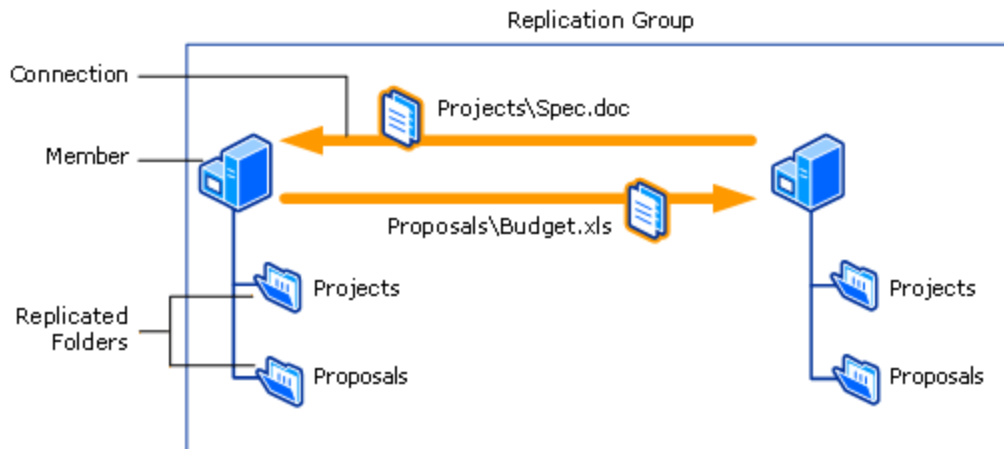 Replication Group
Connection
Projects\Spec.doc
Member
Proposals\Budget.xls
Projects
Projects
Replicated
Folders
Proposals
Proposals